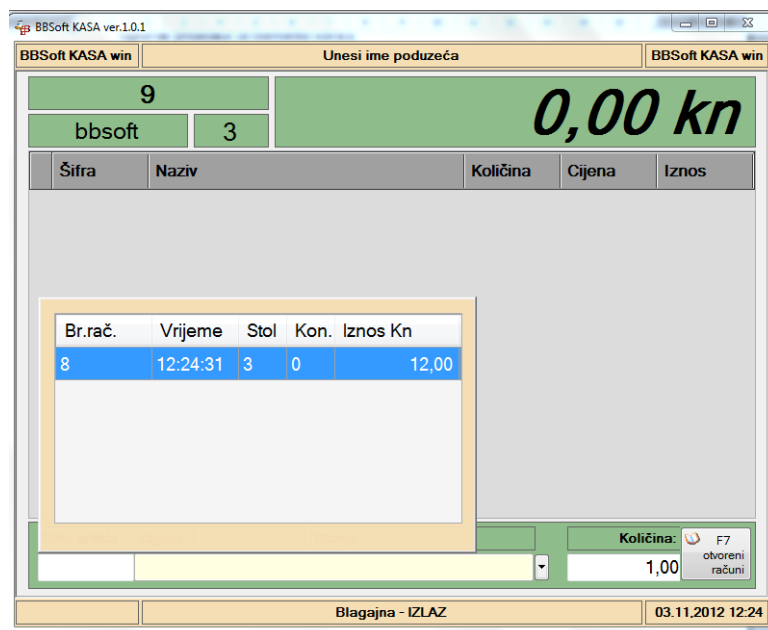 BBSoft KASA ver.1.0.1
BBSoft KASA win Unesi ime poduzeća BBSoft KASA win
9
0,00 kn
bbsoft 3
Šifra Naziv Količina Cijena Iznos
Br.rač. Vrijeme Stol Kon. Iznos Kn
8 12:24:31 3 0 12,00
Količina: F7
otvoreni
1,00 računi
Blagajna - IZLAZ 03.11.2012 12:24